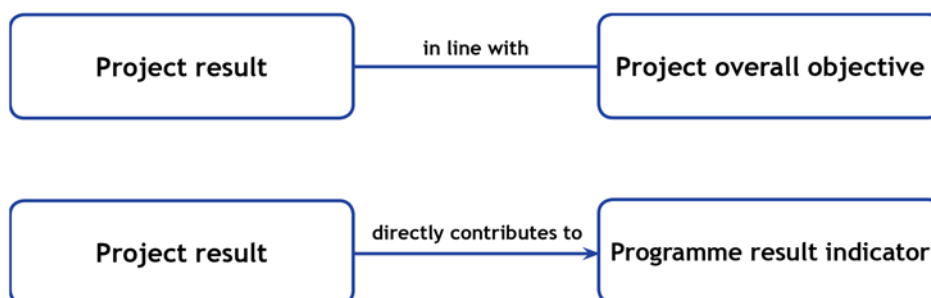 Project result
in line with
Project overall objective
Project result
directly contributes to
Programme result indicator